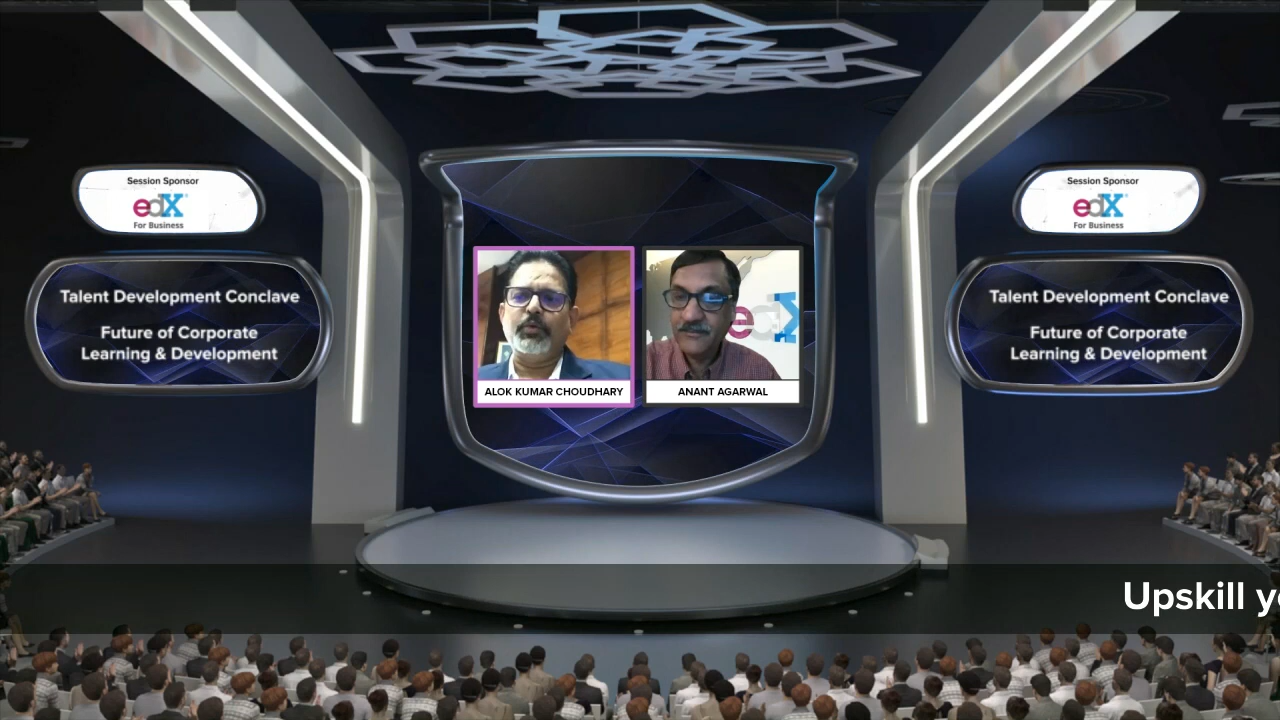 Session Sponsor
edX
For Business
Talent Development Conclave
Future of Corporate
Learning & Development
ALOK KUMAR CHOUDHARY
edX
ANANT AGARWAL
Session Sponsor
edX
For Business
Talent Development Conclave
Future of Corporate
Learning & Development
Upskill